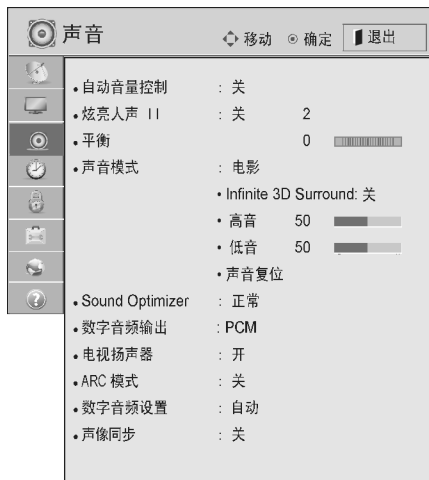 声音 移动 确定 退出
• 自动音量控制 : 关
• 炫亮人声 II : 关 2
• 平衡 0
• 声音模式 : 电影
• Infinite 3D Surround: 关
• 高音 50
• 低音 50
• 声音复位
• Sound Optimizer : 正常
• 数字音频输出 : PCM
• 电视扬声器 : 开
• ARC 模式 : 关
• 数字音频设置 : 自动
• 声像同步 : 关